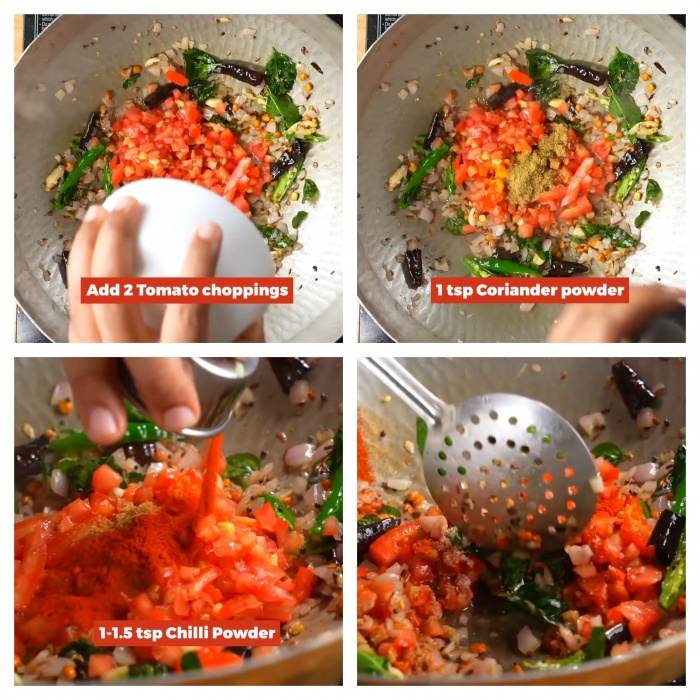 Add 2 Tomato choppings
1 tsp Coriander powder
1-1.5 tsp Chilli Powder